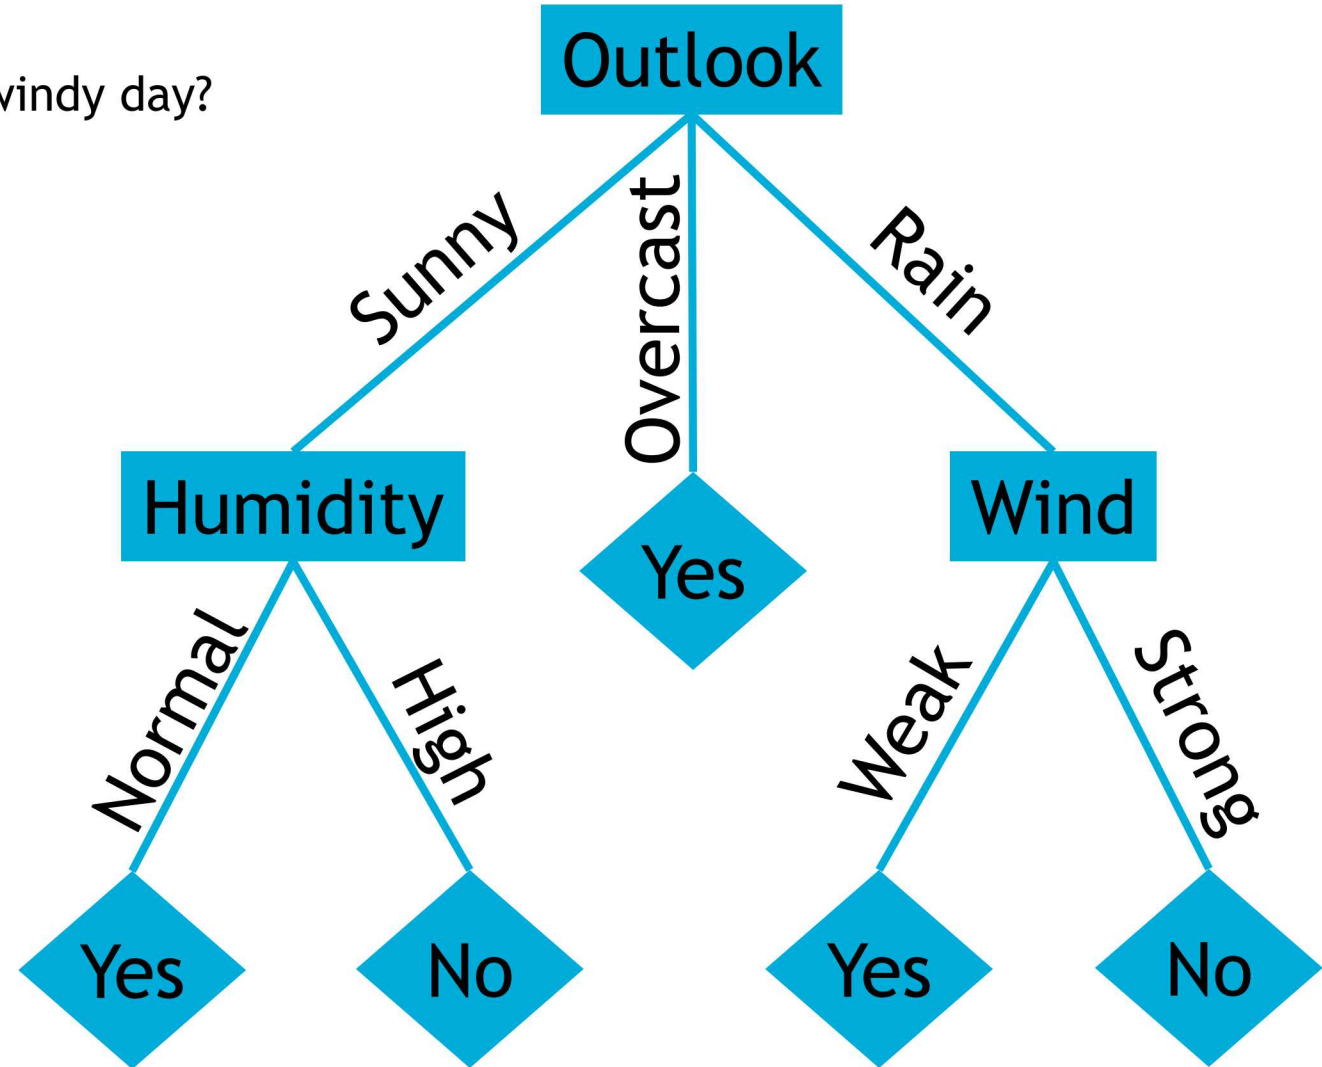 Outlook
windy day?
Sunny
Overcast
Rain
Humidity
Yes
Wind
Normal
High
Weak
Strong
Yes
No
Yes
No